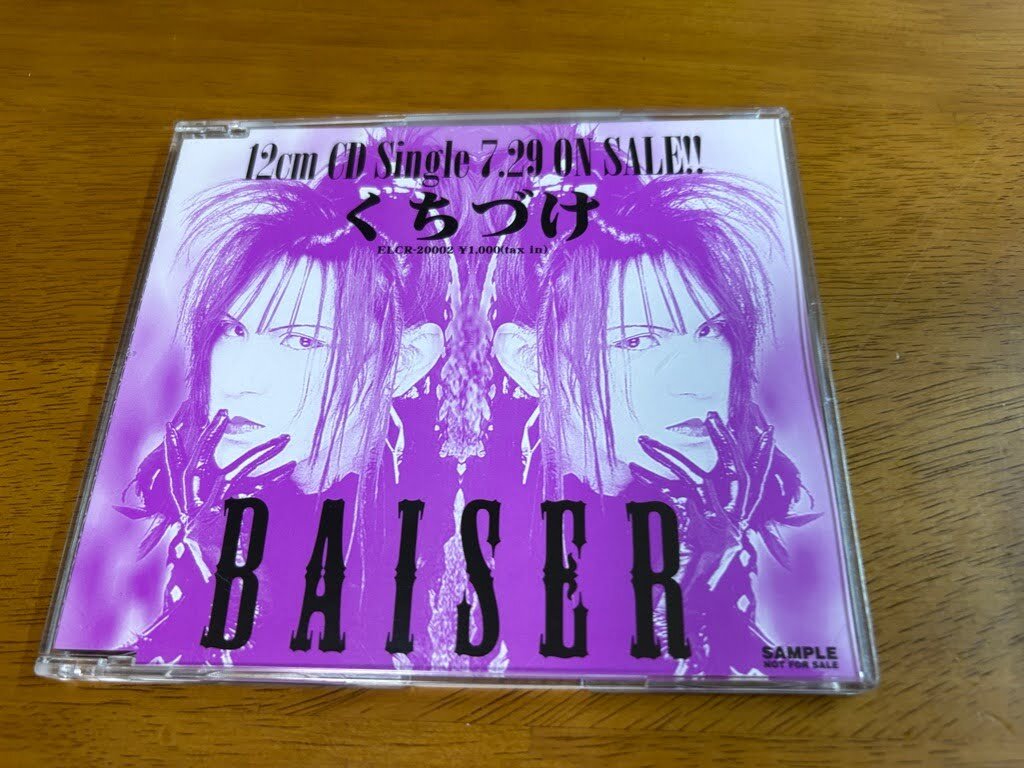 12cm CD Single 7.29 ON SALE!!
くちづけ
ELCR-20002 ¥1,000(tax in)
BAISER
SAMPLE
NOT FOR SALE